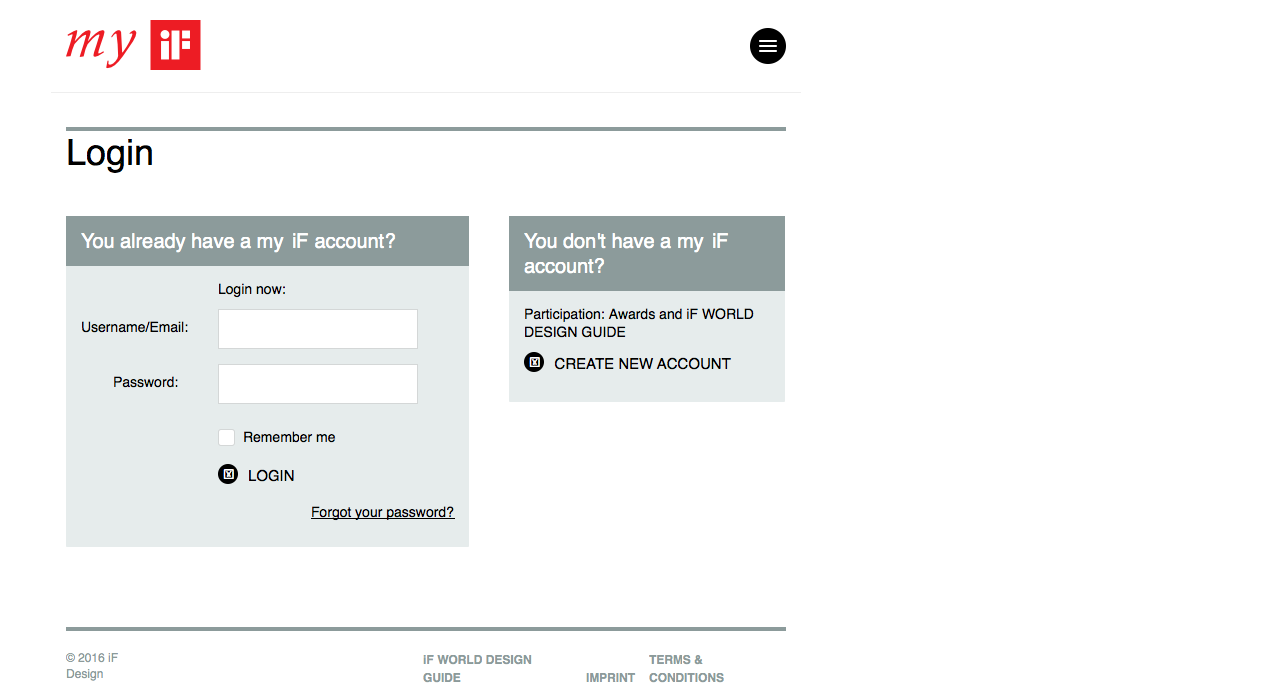 my iF
Login
You already have a my iF account?
Login now:
Username/Email:
Password:
Remember me
LOGIN
Forgot your password?
You don't have a my iF
account?
Participation: Awards and iF WORLD
DESIGN GUIDE
CREATE NEW ACCOUNT
© 2016 iF
Design
iF WORLD DESIGN
GUIDE
IMPRINT
TERMS &
CONDITIONS